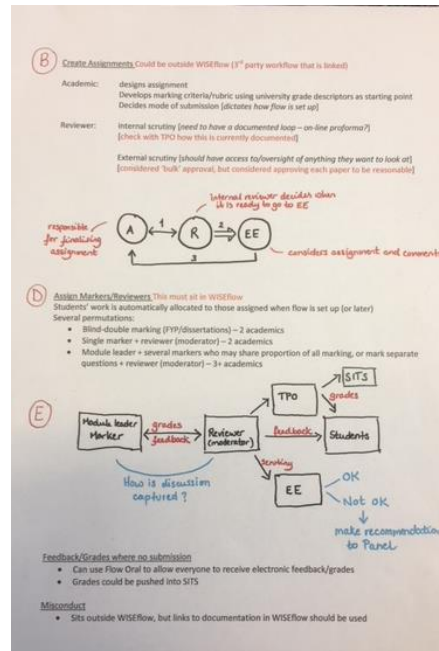 B
Create Assignments Could be outside WISEflow (3rd party workflow that is linked)
Academic: designs assignment
Develops marking criteria/rubric using university grade descriptors as starting point
Decides mode of submission [dictates how flow is set up]
Reviewer: Internal scrutiny [need to have a documented loop – on-line proforma?]
[check with TPO how this is currently documented]
External scrutiny [should have access to/oversight of anything they want to look at]
[considered 'bulk' approval, but considered approving each paper to be reasonable]
internal reviewer decides when
it is ready to go to EE
responsible
for finalising
assignment
A
1
R
2
EE
3
considers assignment and comments
D
Assign Markers/Reviewers This must sit in WISEflow
Students' work is automatically allocated to those assigned when flow is set up (or later)
Several permutations:
• Blind-double marking (FYP/dissertations) – 2 academics
• Single marker + reviewer (moderator) – 2 academics
• Module leader + several markers who may share proportion of all marking, or mark separate
questions + reviewer (moderator) – 3+ academics
E
SITS
TPO
grades
Module leader
Marker
grades
feedback
Reviewer
(moderator)
feedback
Students
scrutiny
EE
OK
Not OK
make recommendation
to Panel
How is discussion
captured?
Feedback/Grades where no submission
• Can use Flow Oral to allow everyone to receive electronic feedback/grades
• Grades could be pushed into SITS
Misconduct
• Sits outside WISEflow, but links to documentation in WISEflow should be used